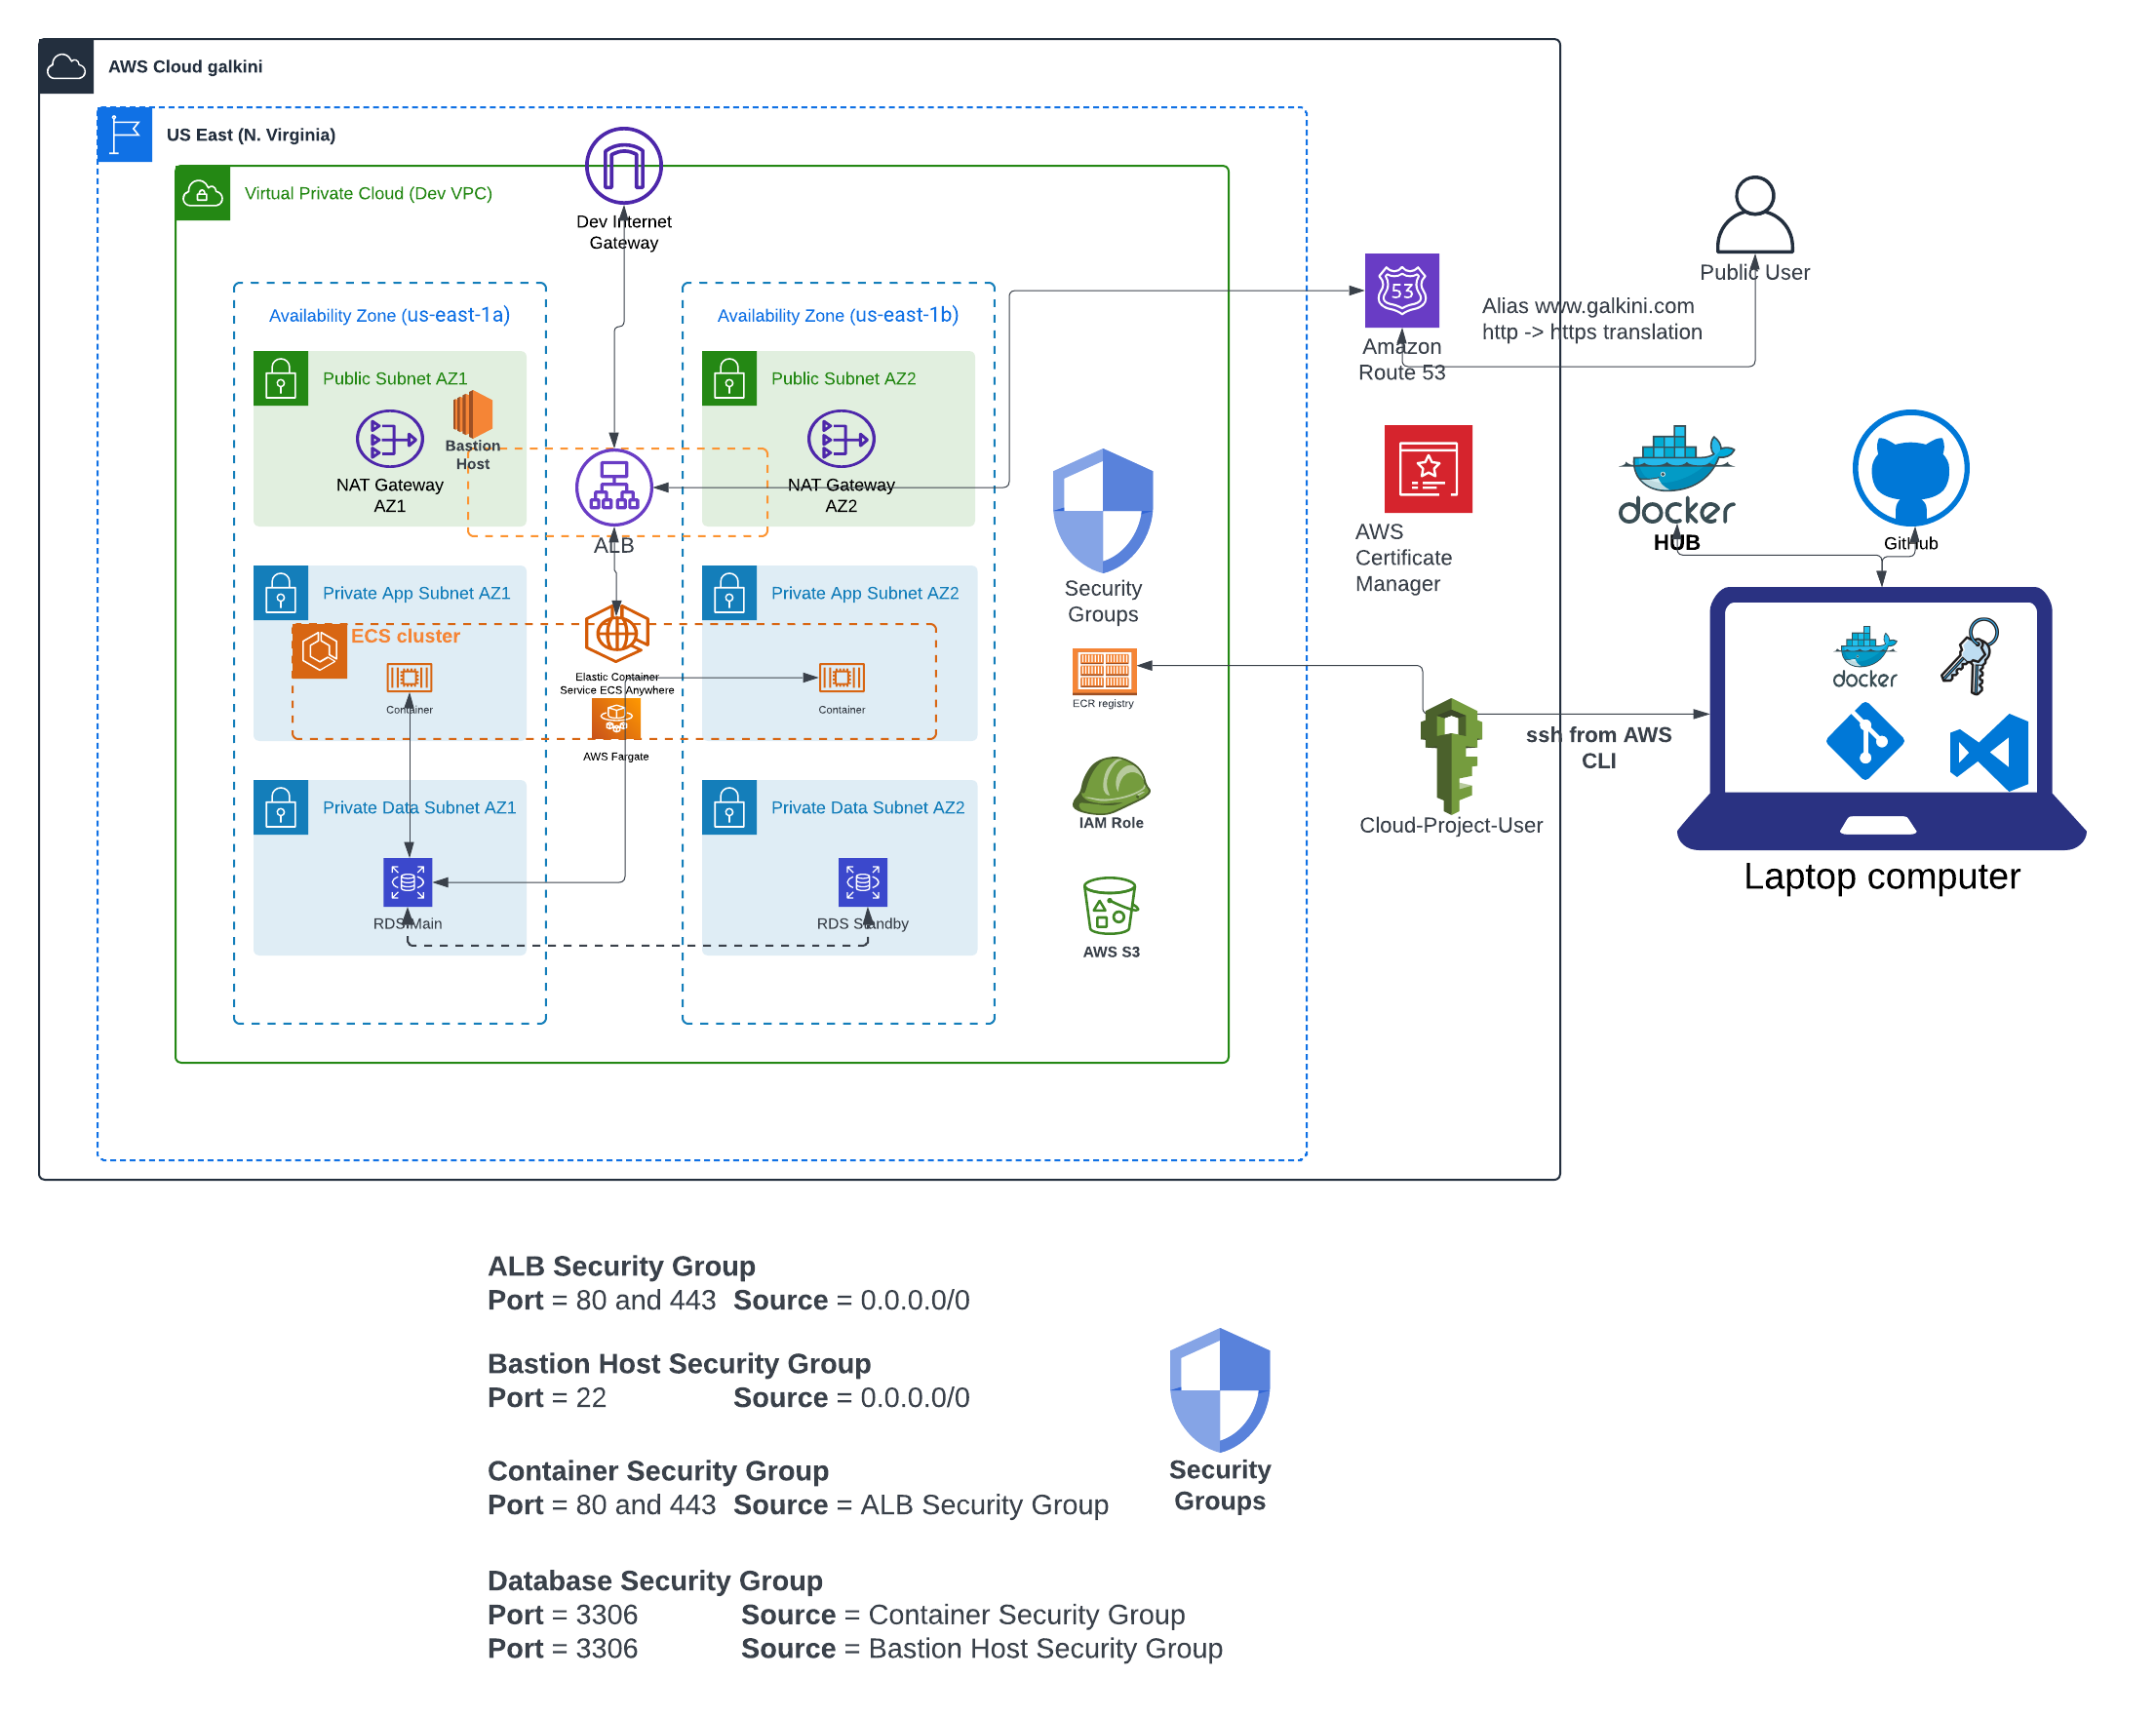 AWS Cloud galkini
US East (N. Virginia)
Virtual Private Cloud (Dev VPC)
Dev Internet
Gateway
Availability Zone (us-east-1a)
Availability Zone (us-east-1b)
Public Subnet AZ1
Bastion
Host
NAT Gateway
AZ1
Public Subnet AZ2
NAT Gateway
AZ2
ALB
Private App Subnet AZ1
Private App Subnet AZ2
ECS cluster
Container
Elastic Container
Service ECS Anywhere
AWS Fargate
Container
Private Data Subnet AZ1
Private Data Subnet AZ2
RDS Main
RDS Standby
Security
Groups
ECR registry
IAM Role
AWS S3
53
Amazon
Route 53
Alias www.galkini.com
http -> https translation
Public User
AWS
Certificate
Manager
docker
HUB
GitHub
Cloud-Project-User
ssh from AWS
CLI
docker
Laptop computer
ALB Security Group
Port = 80 and 443 Source = 0.0.0.0/0
Bastion Host Security Group
Port = 22 Source = 0.0.0.0/0
Container Security Group
Port = 80 and 443 Source = ALB Security Group
Database Security Group
Port = 3306 Source = Container Security Group
Port = 3306 Source = Bastion Host Security Group
Security
Groups